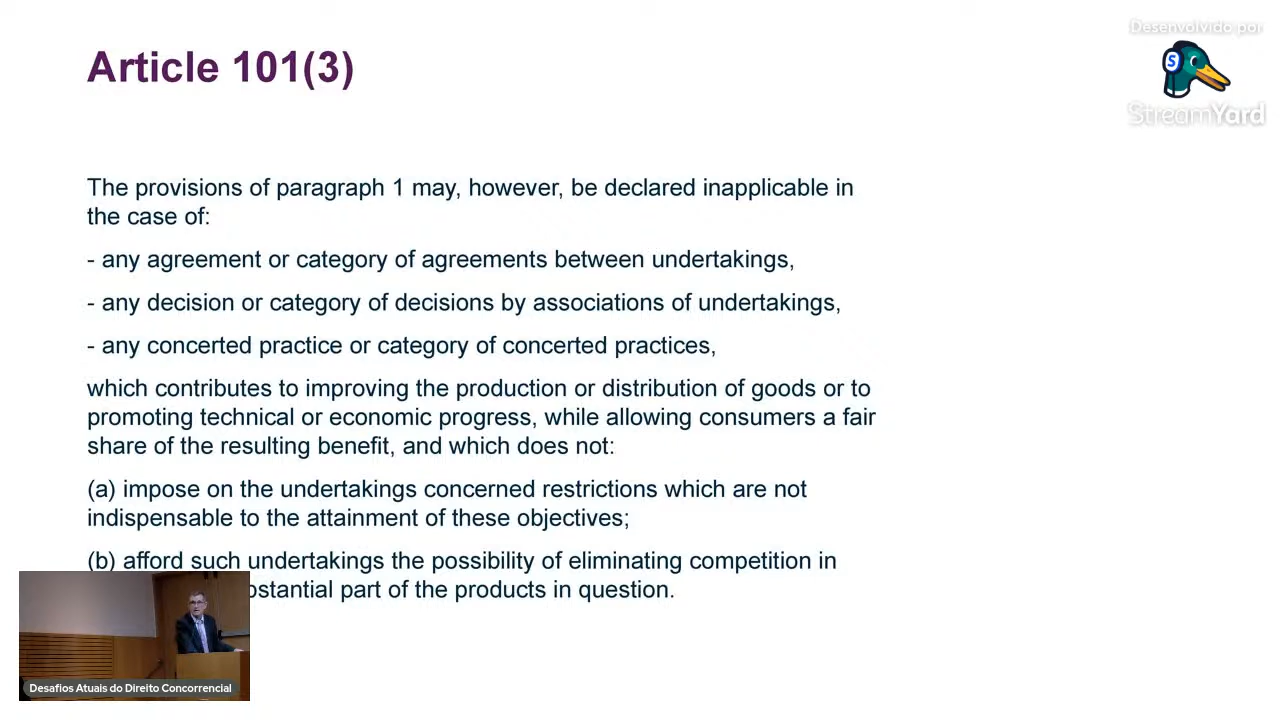 Desenvolvido por
StreamYard
Article 101(3)
The provisions of paragraph 1 may, however, be declared inapplicable in
the case of:
- any agreement or category of agreements between undertakings,
- any decision or category of decisions by associations of undertakings,
- any concerted practice or category of concerted practices,
which contributes to improving the production or distribution of goods or to
promoting technical or economic progress, while allowing consumers a fair
share of the resulting benefit, and which does not:
(a) impose on the undertakings concerned restrictions which are not
indispensable to the attainment of these objectives;
(b) afford such undertakings the possibility of eliminating competition in
part of the products in question.
Desafios Atuais do Direito Concorrencial